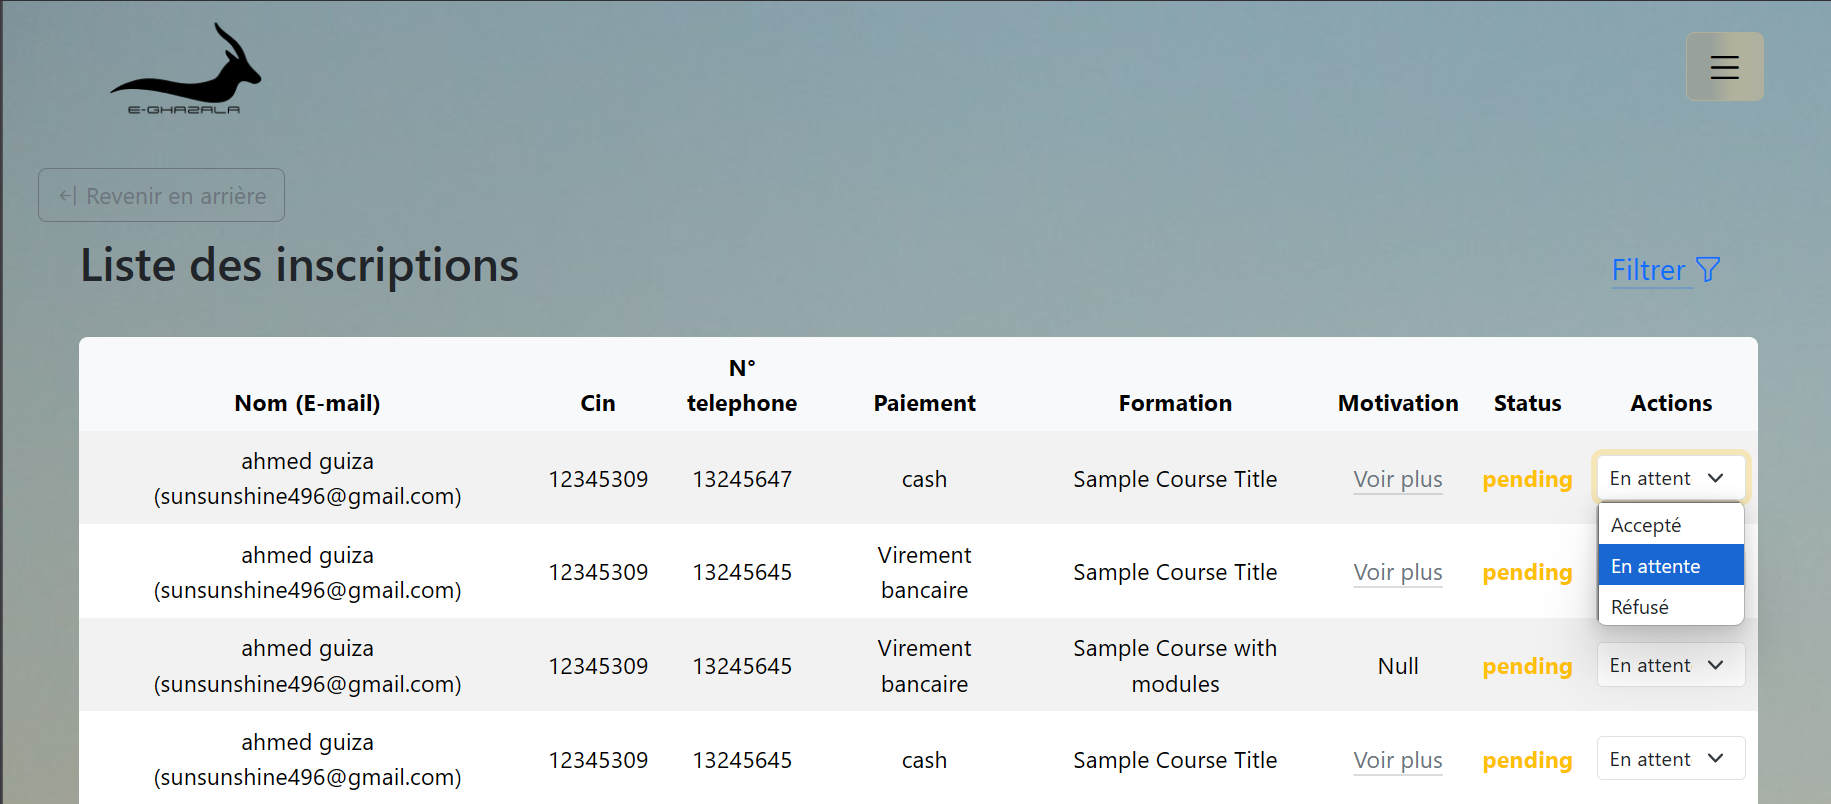 E-GHAZALA
Revenir en arrière
Liste des inscriptions
Filtrer
Nom (E-mail) Cin N° telephone Paiement Formation Motivation Status Actions
ahmed guiza (sunsunshine496@gmail.com) 12345309 13245647 cash Sample Course Title Voir plus pending En attent
Accepté
En attente
Réfusé
ahmed guiza (sunsunshine496@gmail.com) 12345309 13245645 Virement bancaire Sample Course Title Voir plus pending
ahmed guiza (sunsunshine496@gmail.com) 12345309 13245645 Virement bancaire Sample Course with modules Null pending En attent
ahmed guiza (sunsunshine496@gmail.com) 12345309 13245645 cash Sample Course Title Voir plus pending En attent